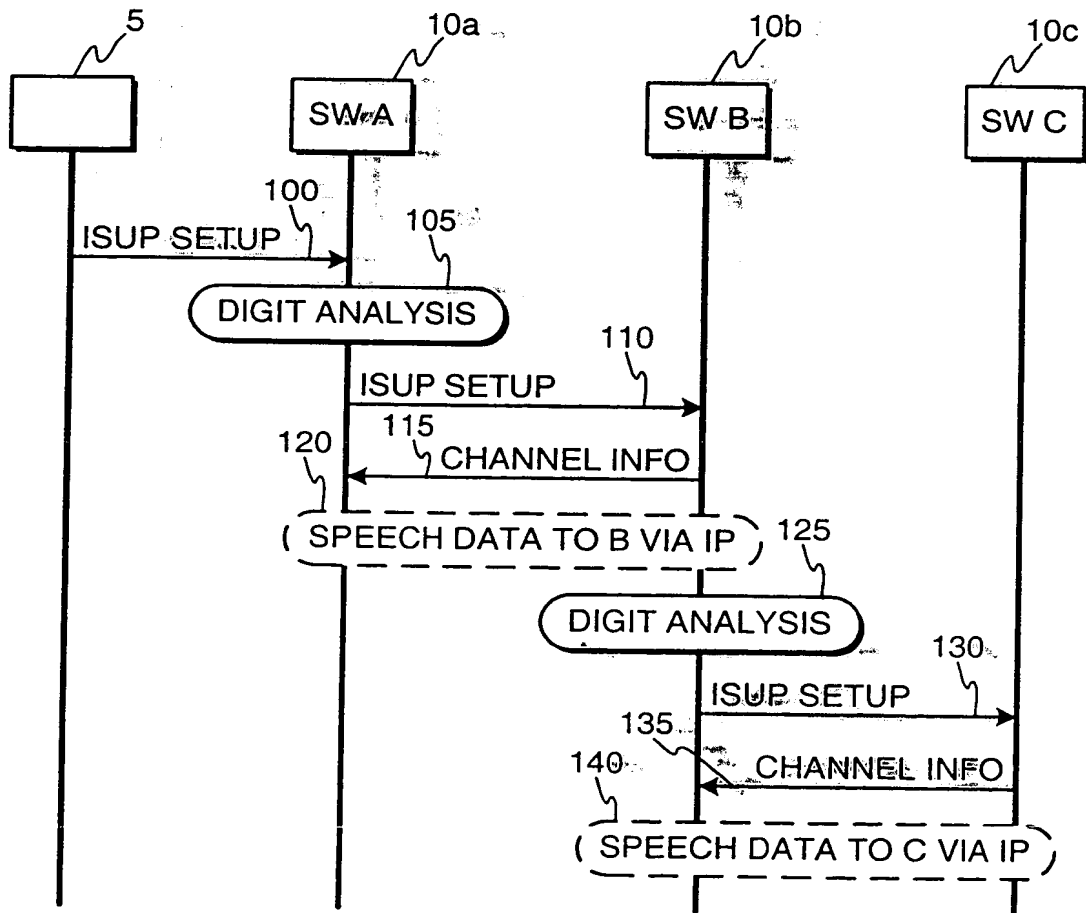 5
10a
10b
10c
SW A
SW B
SW C
100
ISUP SETUP
105
DIGIT ANALYSIS
110
ISUP SETUP
115
CHANNEL INFO
120
SPEECH DATA TO B VIA IP
125
DIGIT ANALYSIS
130
ISUP SETUP
135
CHANNEL INFO
140
SPEECH DATA TO C VIA IP